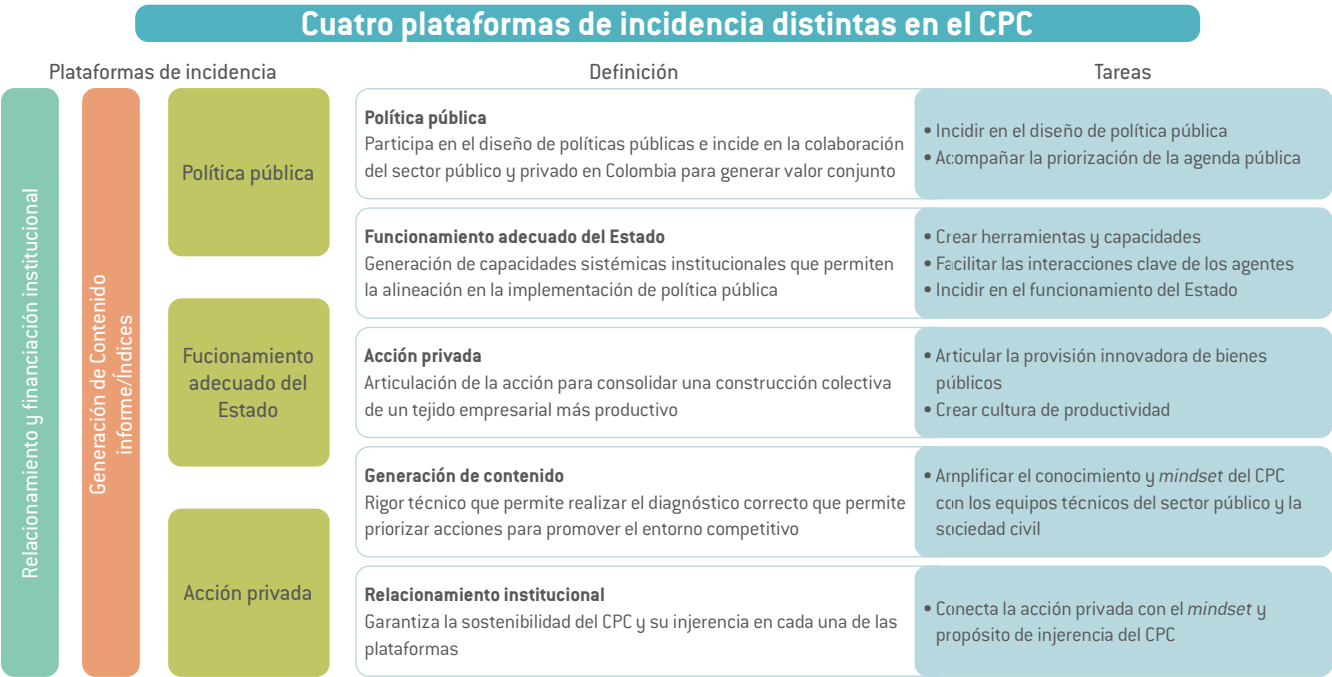 Cuatro plataformas de incidencia distintas en el CPC
Plataformas de incidencia
Definición
Tareas
Relacionamiento y financiación institucional
Generación de Contenido
informe/Índices
Política pública
Fucionamiento
adecuado del
Estado
Acción privada
Política pública
Participa en el diseño de políticas públicas e incide en la colaboración
del sector público y privado en Colombia para generar valor conjunto
• Incidir en el diseño de política pública
• Acompañar la priorización de la agenda pública
Funcionamiento adecuado del Estado
Generación de capacidades sistémicas institucionales que permiten
la alineación en la implementación de política pública
• Crear herramientas y capacidades
• Facilitar las interacciones clave de los agentes
• Incidir en el funcionamiento del Estado
Acción privada
Articulación de la acción para consolidar una construcción colectiva
de un tejido empresarial más productivo
• Articular la provisión innovadora de bienes
públicos
• Crear cultura de productividad
Generación de contenido
Rigor técnico que permite realizar el diagnóstico correcto que permite
priorizar acciones para promover el entorno competitivo
• Amplificar el conocimiento y mindset del CPC
con los equipos técnicos del sector público y la
sociedad civil
Relacionamiento institucional
Garantiza la sostenibilidad del CPC y su injerencia en cada una de las
plataformas
• Conecta la acción privada con el mindset y
propósito de injerencia del CPC